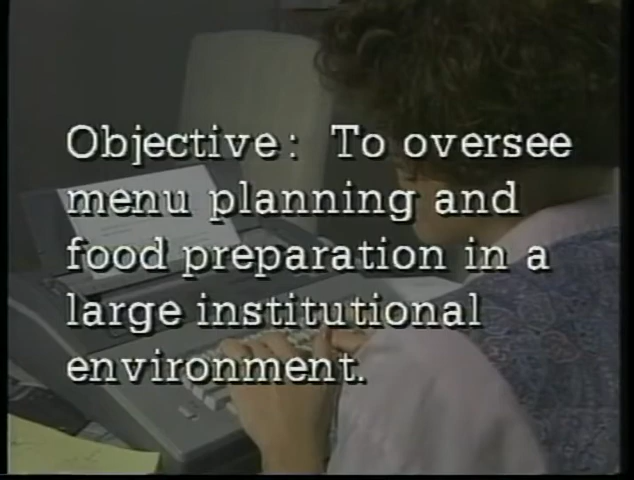 Objective: To oversee
menu planning and
food preparation in a
large institutional
environment.